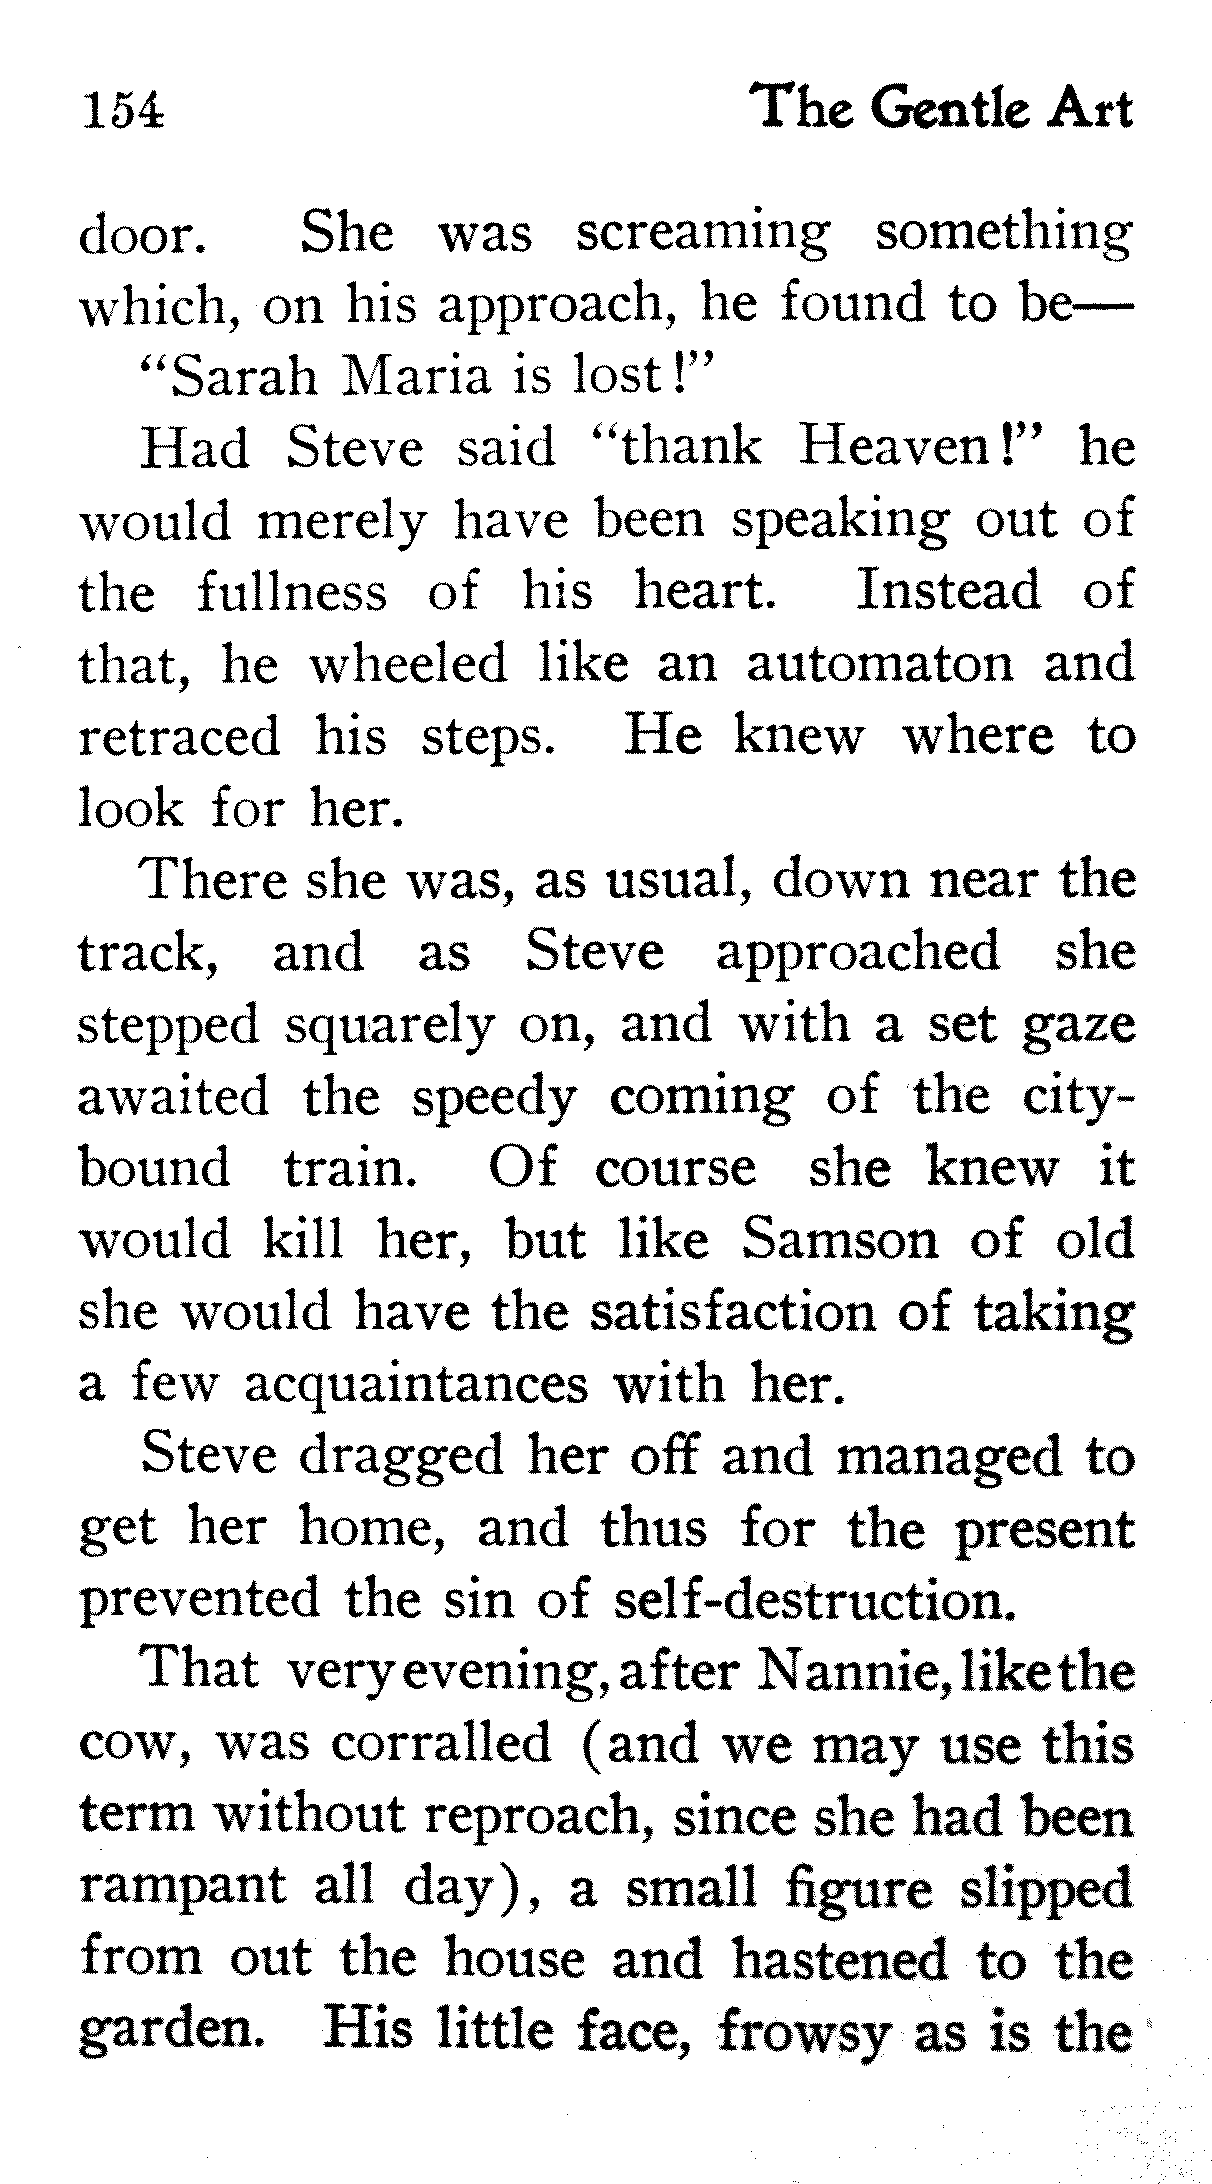 154 The Gentle Art
door. She was screaming something
which, on his approach, he found to be—
"Sarah Maria is lost!"
Had Steve said "thank Heaven!" he
would merely have been speaking out of
the fullness of his heart. Instead of
that, he wheeled like an automaton and
retraced his steps. He knew where to
look for her.
There she was, as usual, down near the
track, and as Steve approached she
stepped squarely on, and with a set gaze
awaited the speedy coming of the city-
bound train. Of course she knew it
would kill her, but like Samson of old
she would have the satisfaction of taking
a few acquaintances with her.
Steve dragged her off and managed to
get her home, and thus for the present
prevented the sin of self-destruction.
That very evening, after Nannie, like the
cow, was corralled (and we may use this
term without reproach, since she had been
rampant all day), a small figure slipped
from out the house and hastened to the
garden. His little face, frowsy as is the